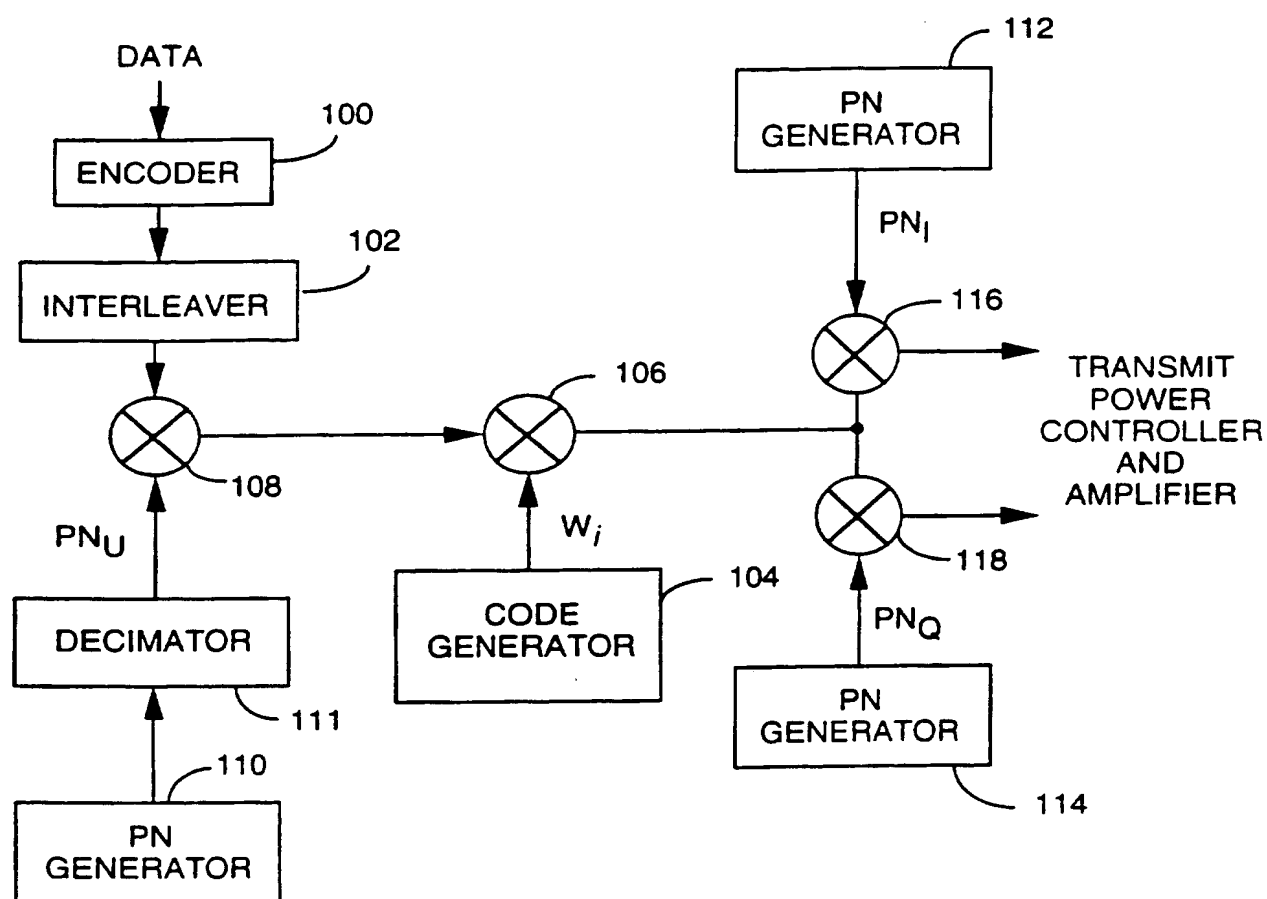 DATA
100
ENCODER
102
INTERLEAVER
108
PN_U
DECIMATOR
111
110
PN
GENERATOR
106
W_i
104
CODE
GENERATOR
112
PN
GENERATOR
PN_I
116
TRANSMIT
POWER
CONTROLLER
AND
AMPLIFIER
118
PN_Q
PN
GENERATOR
114